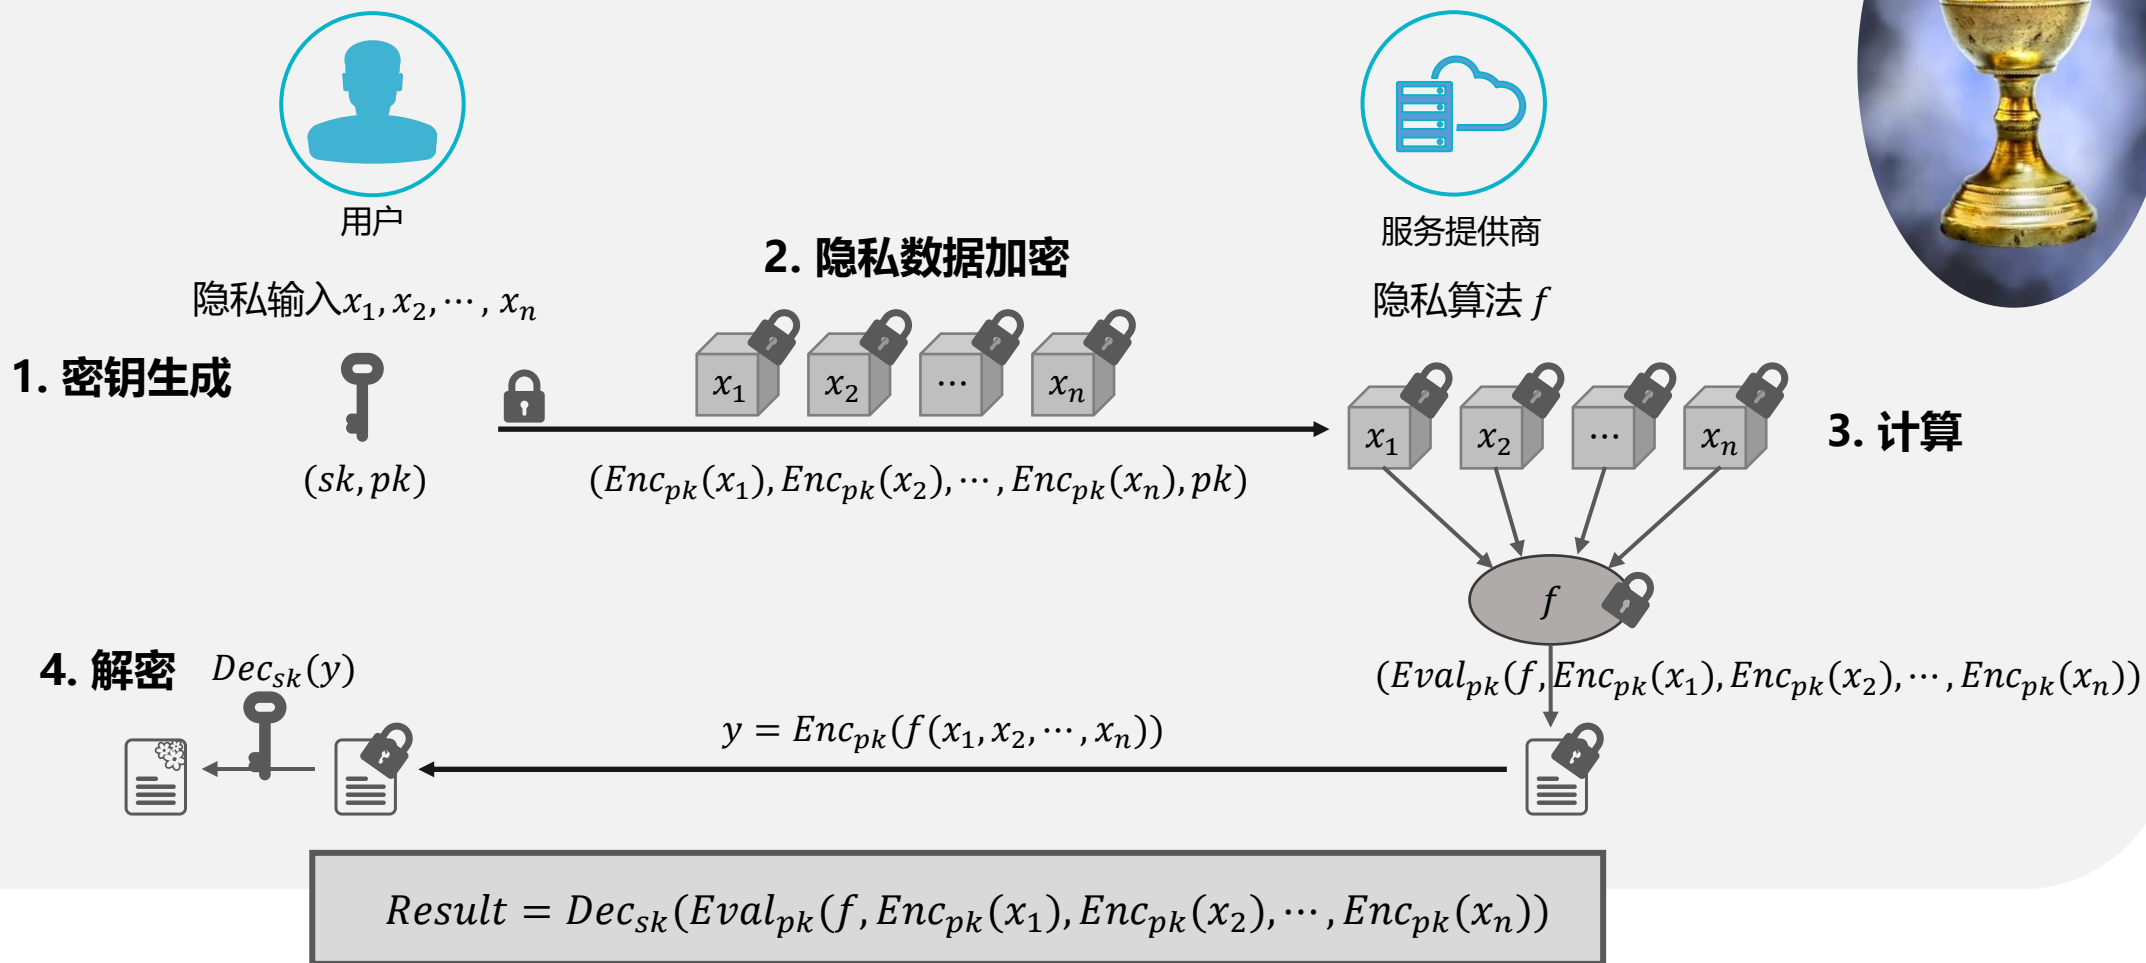 用户
服务提供商
2. 隐私数据加密
隐私输入x₁, x₂, ⋯, xₙ
隐私算法 f
1. 密钥生成
x₁ x₂ ⋯ xₙ
x₁ x₂ ⋯ xₙ
3. 计算
(sk, pk)
(Enc_pk(x₁), Enc_pk(x₂), ⋯, Enc_pk(xₙ), pk)
f
4. 解密 Dec_sk(y)
(Eval_pk(f, Enc_pk(x₁), Enc_pk(x₂), ⋯, Enc_pk(xₙ))
y = Enc_pk(f(x₁, x₂, ⋯, xₙ))
Result = Dec_sk(Eval_pk(f, Enc_pk(x₁), Enc_pk(x₂), ⋯, Enc_pk(xₙ))